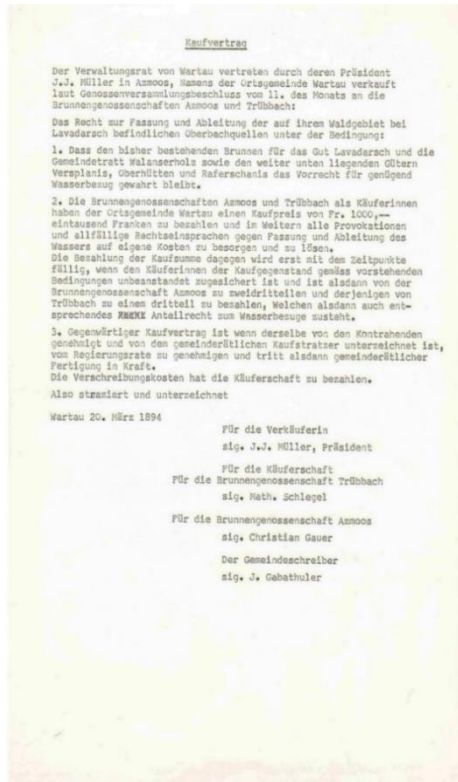 Kaufvertrag
Der Verwaltungsrat von Wartau vertreten durch deren Präsident
J.J. Müller in Azmoos, Namens der Ortsgemeinde Wartau verkauft
laut Genossenversammlungsbeschluss vom 11. des Monats an die
Brunnengenossenschaften Azmoos und Trübbach:
Das Recht zur Fassung und Ableitung der auf ihrem Waldgebiet bei
Lavadarsch befindlichen Oberbachquellen unter der Bedingung:
1. Dass den bisher bestehenden Brunnen für das Gut Lavadarsch und die
Gemeindetratt Walanserholz sowie den weiter unten liegenden Gütern
Versplanis, Oberhütten und Raferschanis das Vorrecht für genügend
Wasserbezug gewahrt bleibt.
2. Die Brunnengenossenschaften Azmoos und Trübbach als Käuferinnen
haben der Ortsgemeinde Wartau einen Kaufpreis von Fr. 1000,--
eintausend Franken zu bezahlen und im Weitern alle Provokationen
und allfällige Rechtseinsprachen gegen Fassung und Ableitung des
Wassers auf eigene Kosten zu besorgen und zu lösen.
Die Bezahlung der Kaufsumme dagegen wird erst mit dem Zeitpunkte
fällig, wenn den Käuferinnen der Kaufgegenstand gemäss vorstehenden
Bedingungen unbeanstandet zugesichert ist und ist alsdann von der
Brunnengenossenschaft Azmoos zu zweidritteilen und derjenigen von
Trübbach zu einem dritteil zu bezahlen, Welchen alsdann auch ent-
sprechendes Anteilrecht zum Wasserbezuge zusteht.
3. Gegenwärtiger Kaufvertrag ist wenn derselbe von den Kontrahenden
genehmigt und von dem gemeinderätlichen Kaufstratzer unterzeichnet ist,
vom Regierungsrate zu genehmigen und tritt alsdann gemeinderätlicher
Fertigung in Kraft.
Die Verschreibungskosten hat die Käuferschaft zu bezahlen.
Also straziert und unterzeichnet
Wartau 20. März 1894
Für die Verkäuferin
sig. J.J. Müller, Präsident
Für die Käuferschaft
Für die Brunnengenossenschaft Trübbach
sig. Math. Schlegel
Für die Brunnengenossenschaft Azmoos
sig. Christian Gauer
Der Gemeindeschreiber
sig. J. Gabathuler